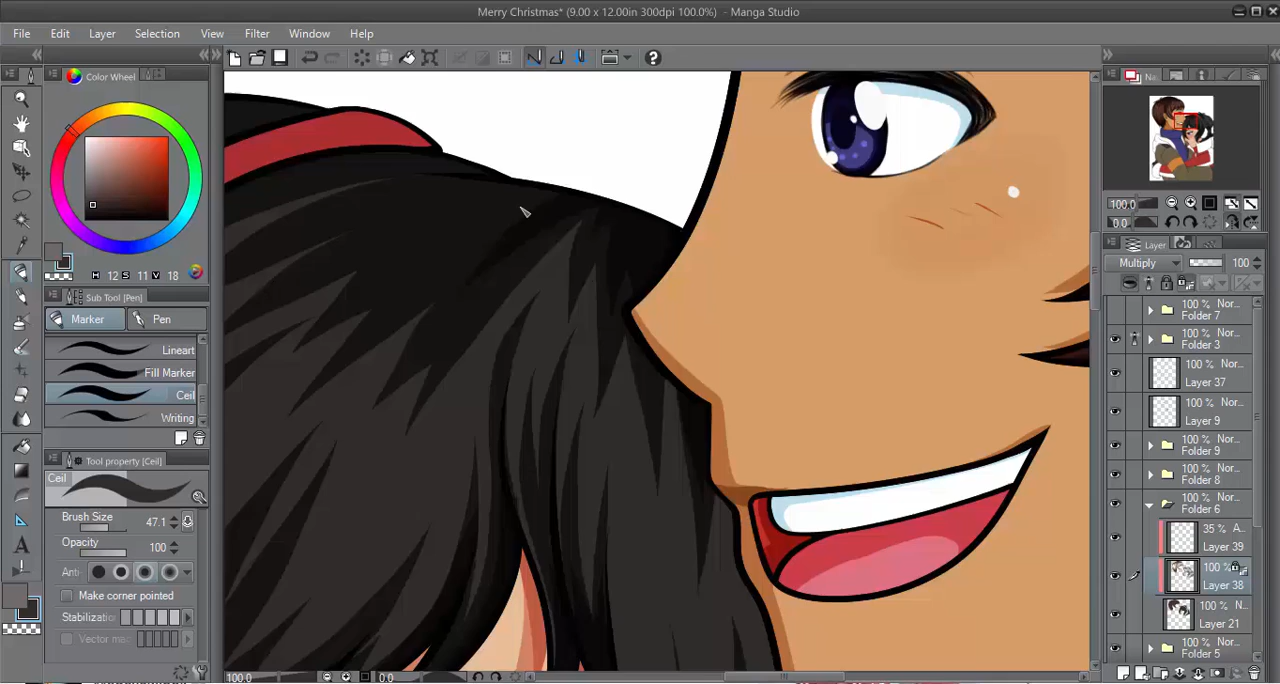 Merry Christmas* (9.00 x 12.00in 300dpi 100.0%) - Manga Studio
File Edit Layer Selection View Filter Window Help
Color Wheel
H 12 S 11 V 18
Sub Tool [Pen]
Marker Pen
Lineart
Fill Marker
Ceil
Writing
Tool property [Ceil]
Ceil
Brush Size 47.1
Opacity 100
Anti-
Make corner pointed
Stabilizatio
Vector ma
100.0 0.0
100.0
0.0
Layer
Multiply 100
100 % Nor...
Folder 7
100 % Nor...
Folder 3
100 % Nor...
Layer 37
100 % Nor...
Layer 9
100 % Nor...
Folder 9
100 % Nor...
Folder 8
100 % Nor...
Folder 6
35 % A...
Layer 39
100 %
Layer 38
100 % N...
Layer 21
100 % Nor...
Folder 5